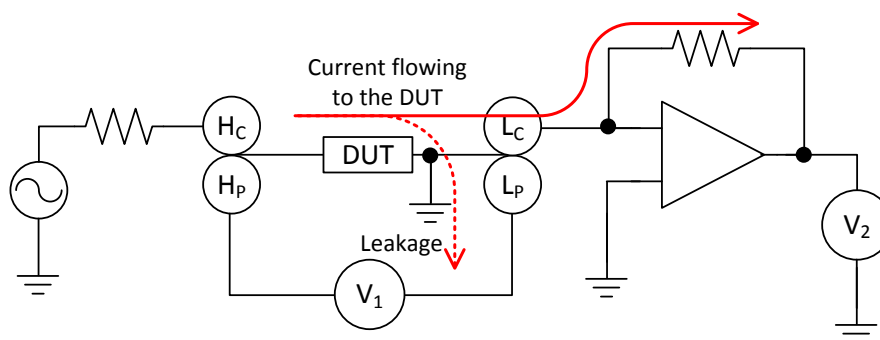 Current flowing
to the DUT
HC
LC
DUT
HP
LP
Leakage
V1
V2